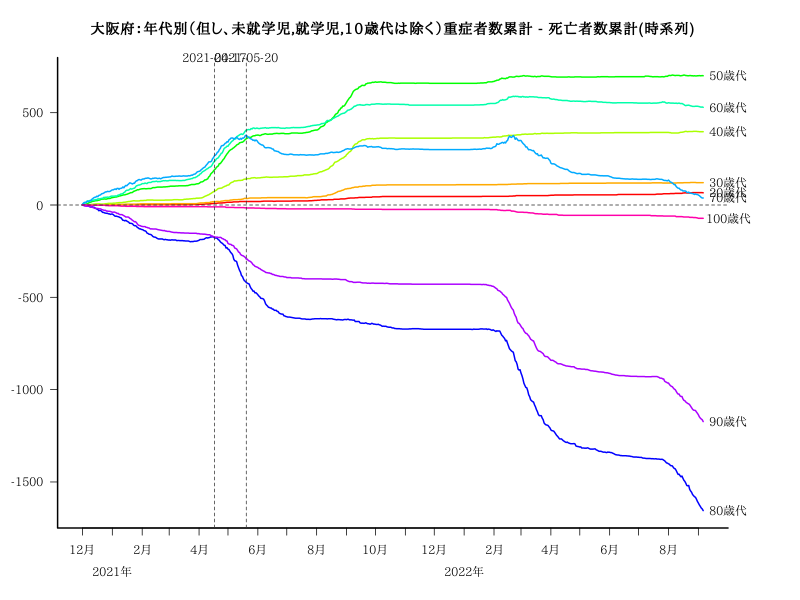 大阪府：年代別（但し、未就学児,就学児,10歳代は除く）重症者数累計 - 死亡者数累計(時系列)
2021-05-20
50歳代
60歳代
500
40歳代
30歳代
70歳代
0
100歳代
-500
-1000
90歳代
-1500
80歳代
12月 2月 4月 6月 8月 10月 12月 2月 4月 6月 8月
2021年 2022年